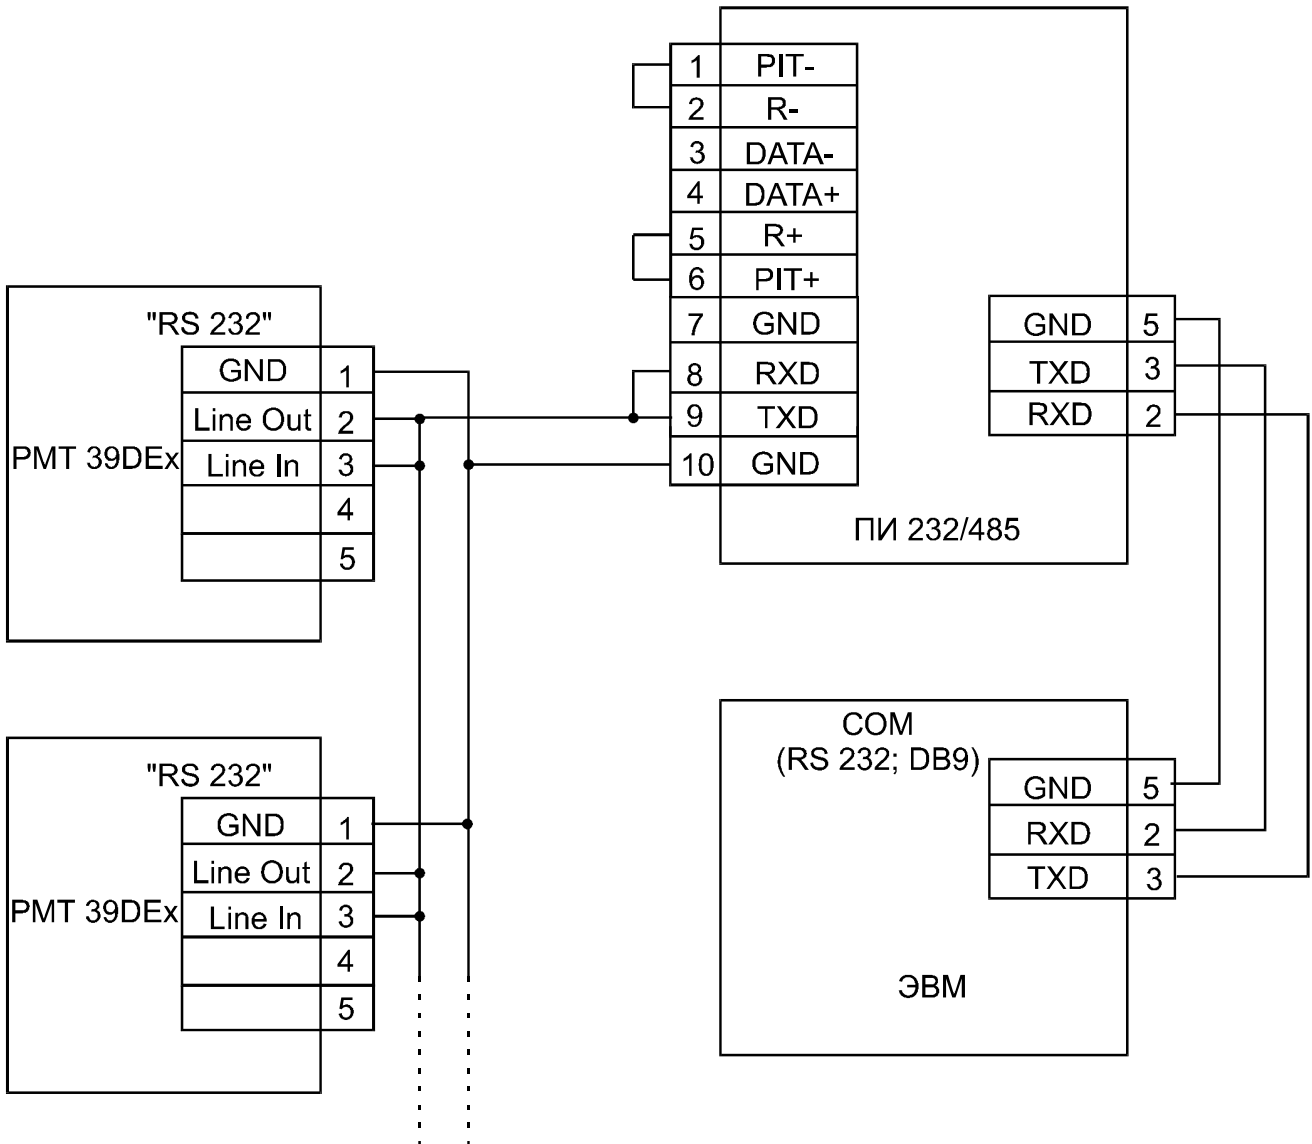 1 PIT-
2 R-
3 DATA-
4 DATA+
5 R+
6 PIT+
7 GND
8 RXD
9 TXD
10 GND
GND 5
TXD 3
RXD 2
ПИ 232/485
"RS 232"
GND 1
Line Out 2
Line In 3
4
5
РМТ 39DEx
"RS 232"
GND 1
Line Out 2
Line In 3
4
5
РМТ 39DEx
COM
(RS 232; DB9)
GND 5
RXD 2
TXD 3
ЭВМ